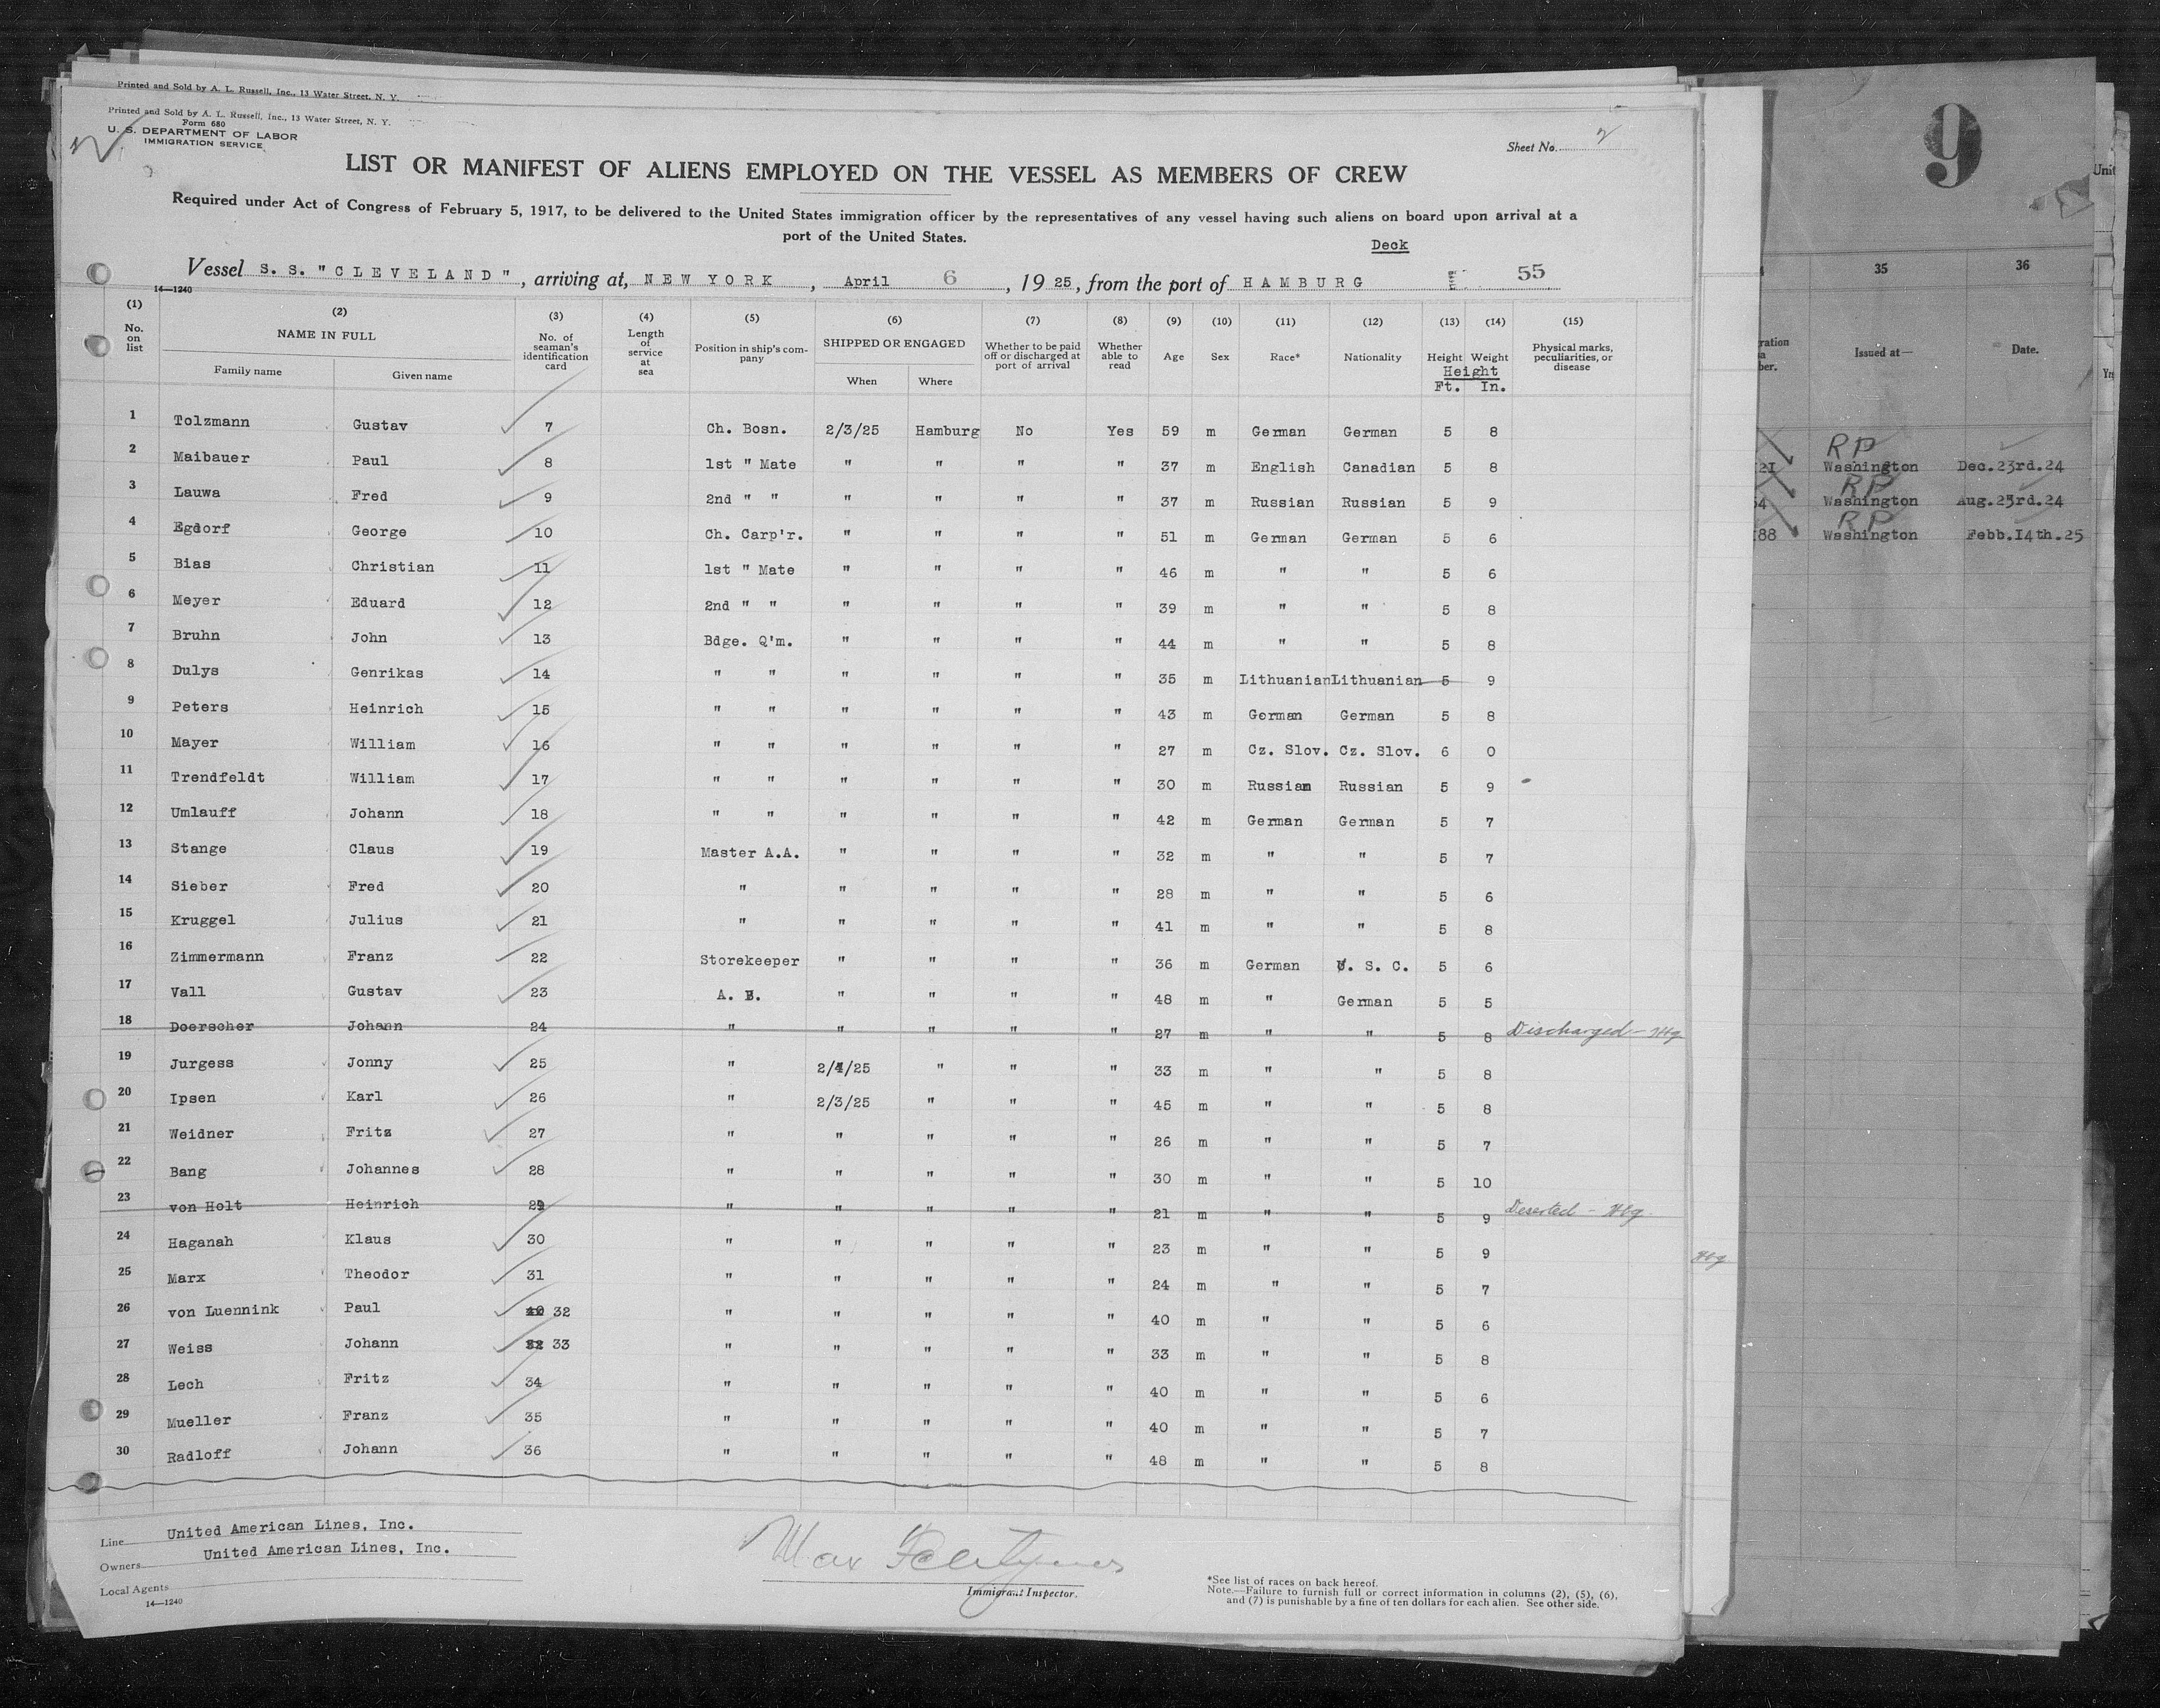 Printed and Sold by A. L. Russell, Inc., 13 Water Street, N. Y.
Printed and Sold by A. L. Russell, Inc., 13 Water Street, N. Y.
Form 680
U. S. DEPARTMENT OF LABOR
IMMIGRATION SERVICE
Sheet No. 2
9
LIST OR MANIFEST OF ALIENS EMPLOYED ON THE VESSEL AS MEMBERS OF CREW
Required under Act of Congress of February 5, 1917, to be delivered to the United States immigration officer by the representatives of any vessel having such aliens on board upon arrival at a
port of the United States.
Deck
Vessel S. S. "CLEVELAND", arriving at, NEW YORK, April 6, 1925, from the port of HAMBURG 55
14—1240
(1) (2) (3) (4) (5) (6) (7) (8) (9) (10) (11) (12) (13) (14) (15)
No. on list NAME IN FULL No. of seaman's identification card Length of service at sea Position in ship's company SHIPPED OR ENGAGED Whether to be paid off or discharged at port of arrival Whether able to read Age Sex Race* Nationality Height Weight Physical marks, peculiarities, or disease
Family name Given name When Where Height Ft. In.
1 Tolzmann Gustav 7 Ch. Bosn. 2/3/25 Hamburg No Yes 59 m German German 5 8
2 Maibauer Paul 8 1st " Mate " " " " 37 m English Canadian 5 8
3 Lauwa Fred 9 2nd " " " " " " 37 m Russian Russian 5 9
4 Egdorf George 10 Ch. Carp'r. " " " " 51 m German German 5 6
5 Bias Christian 11 1st " Mate " " " " 46 m " " 5 6
6 Meyer Eduard 12 2nd " " " " " " 39 m " " 5 8
7 Bruhn John 13 Bdge. Q'm. " " " " 44 m " " 5 8
8 Dulys Genrikas 14 " " " " " " 35 m Lithuanian Lithuanian 5 9
9 Peters Heinrich 15 " " " " " " 43 m German German 5 8
10 Mayer William 16 " " " " " " 27 m Cz. Slov. Cz. Slov. 6 0
11 Trendfeldt William 17 " " " " " " 30 m Russian Russian 5 9
12 Umlauff Johann 18 " " " " " " 42 m German German 5 7
13 Stange Claus 19 Master A.A. " " " " 32 m " " 5 7
14 Sieber Fred 20 " " " " " 28 m " " 5 6
15 Kruggel Julius 21 " " " " " 41 m " " 5 8
16 Zimmermann Franz 22 Storekeeper " " " " 36 m German U. S. C. 5 6
17 Vall Gustav 23 A. B. " " " " 48 m " German 5 5
18 Doerscher Johann 24 " " " " " 27 m " " 5 8 Discharged - Hbg
19 Jurgess Jonny 25 " 2/4/25 " " " 33 m " " 5 8
20 Ipsen Karl 26 " 2/3/25 " " " 45 m " " 5 8
21 Weidner Fritz 27 " " " " " 26 m " " 5 7
22 Bang Johannes 28 " " " " " 30 m " " 5 10
23 von Holt Heinrich 29 " " " " " 21 m " " 5 9 Deserted - Hbg.
24 Haganah Klaus 30 " " " " " 23 m " " 5 9
Hbg
25 Marx Theodor 31 " " " " " 24 m " " 5 7
26 von Luennink Paul 32 " " " " " 40 m " " 5 6
27 Weiss Johann 33 " " " " " 33 m " " 5 8
28 Lech Fritz 34 " " " " " 40 m " " 5 6
29 Mueller Franz 35 " " " " " 40 m " " 5 7
30 Radloff Johann 36 " " " " " 48 m " " 5 8
Line United American Lines, Inc.
Owners United American Lines, Inc.
Local Agents
14—1240
Max
Immigrant Inspector.
*See list of races on back hereof.
Note.—Failure to furnish full or correct information in columns (2), (5), (6),
and (7) is punishable by a fine of ten dollars for each alien. See other side.
35 36
Issued at— Date.
RP
21 Washington Dec.23rd.24
RP
54 Washington Aug.23rd.24
RP
188 Washington Febb.14th.25
Unit